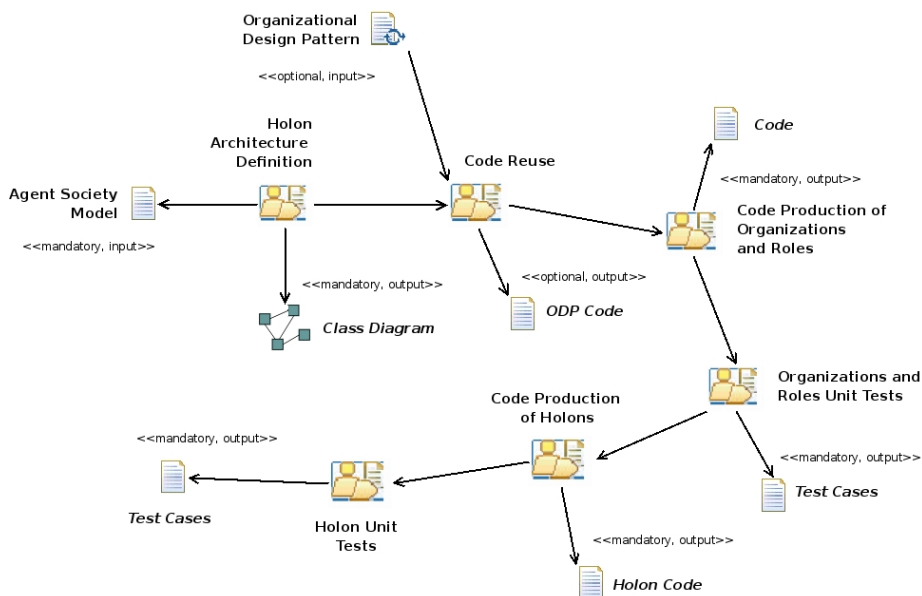 Organizational
Design Pattern
<<optional, input>>
Holon
Architecture
Definition
Code Reuse
Code
<<mandatory, output>>
Agent Society
Model
<<mandatory, input>>
Code Production of
Organizations
and Roles
<<mandatory, output>>
Class Diagram
<<optional, output>>
ODP Code
Organizations and
Roles Unit Tests
Code Production
of Holons
<<mandatory, output>>
Test Cases
Holon Unit
Tests
<<mandatory, output>>
Test Cases
<<mandatory, output>>
Holon Code